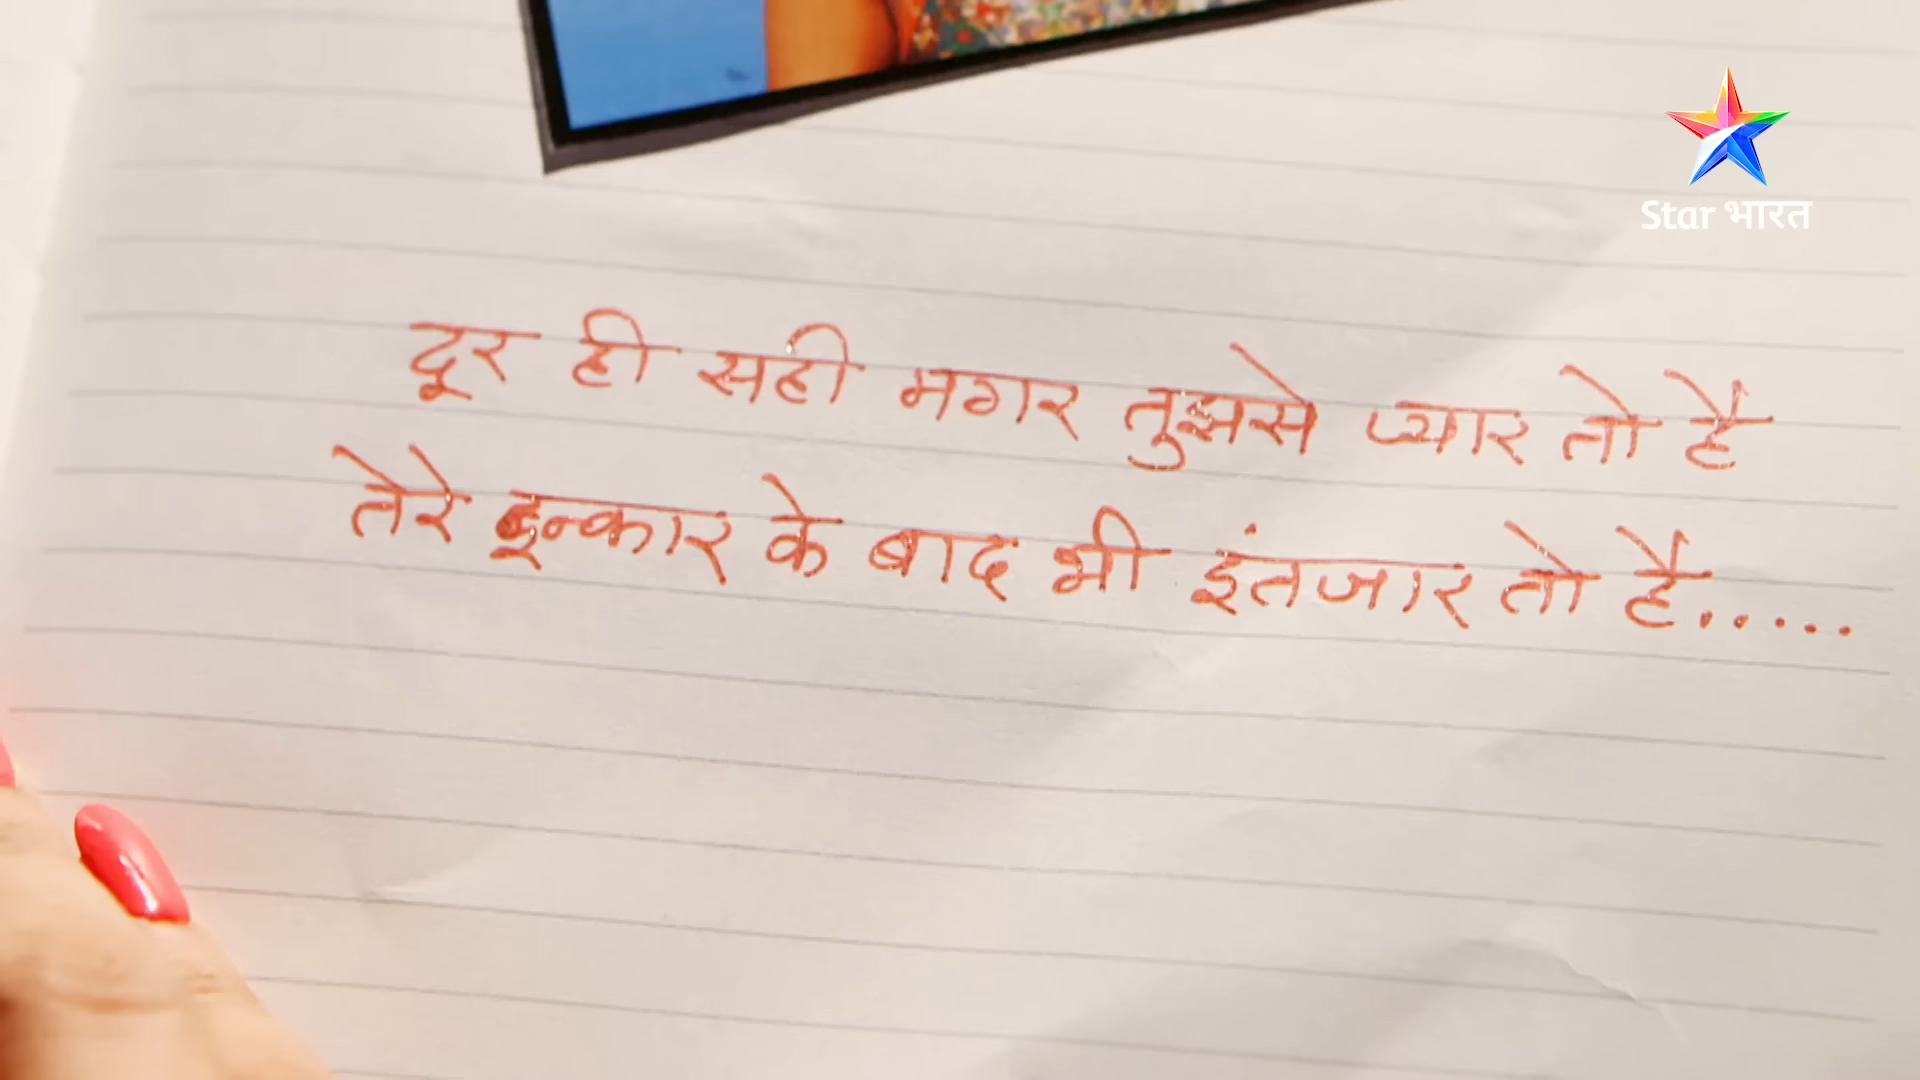 Star भारत
दूर ही सही मगर तुझसे प्यार तो है
तेरे इन्कार के बाद भी इंतजार तो है.....